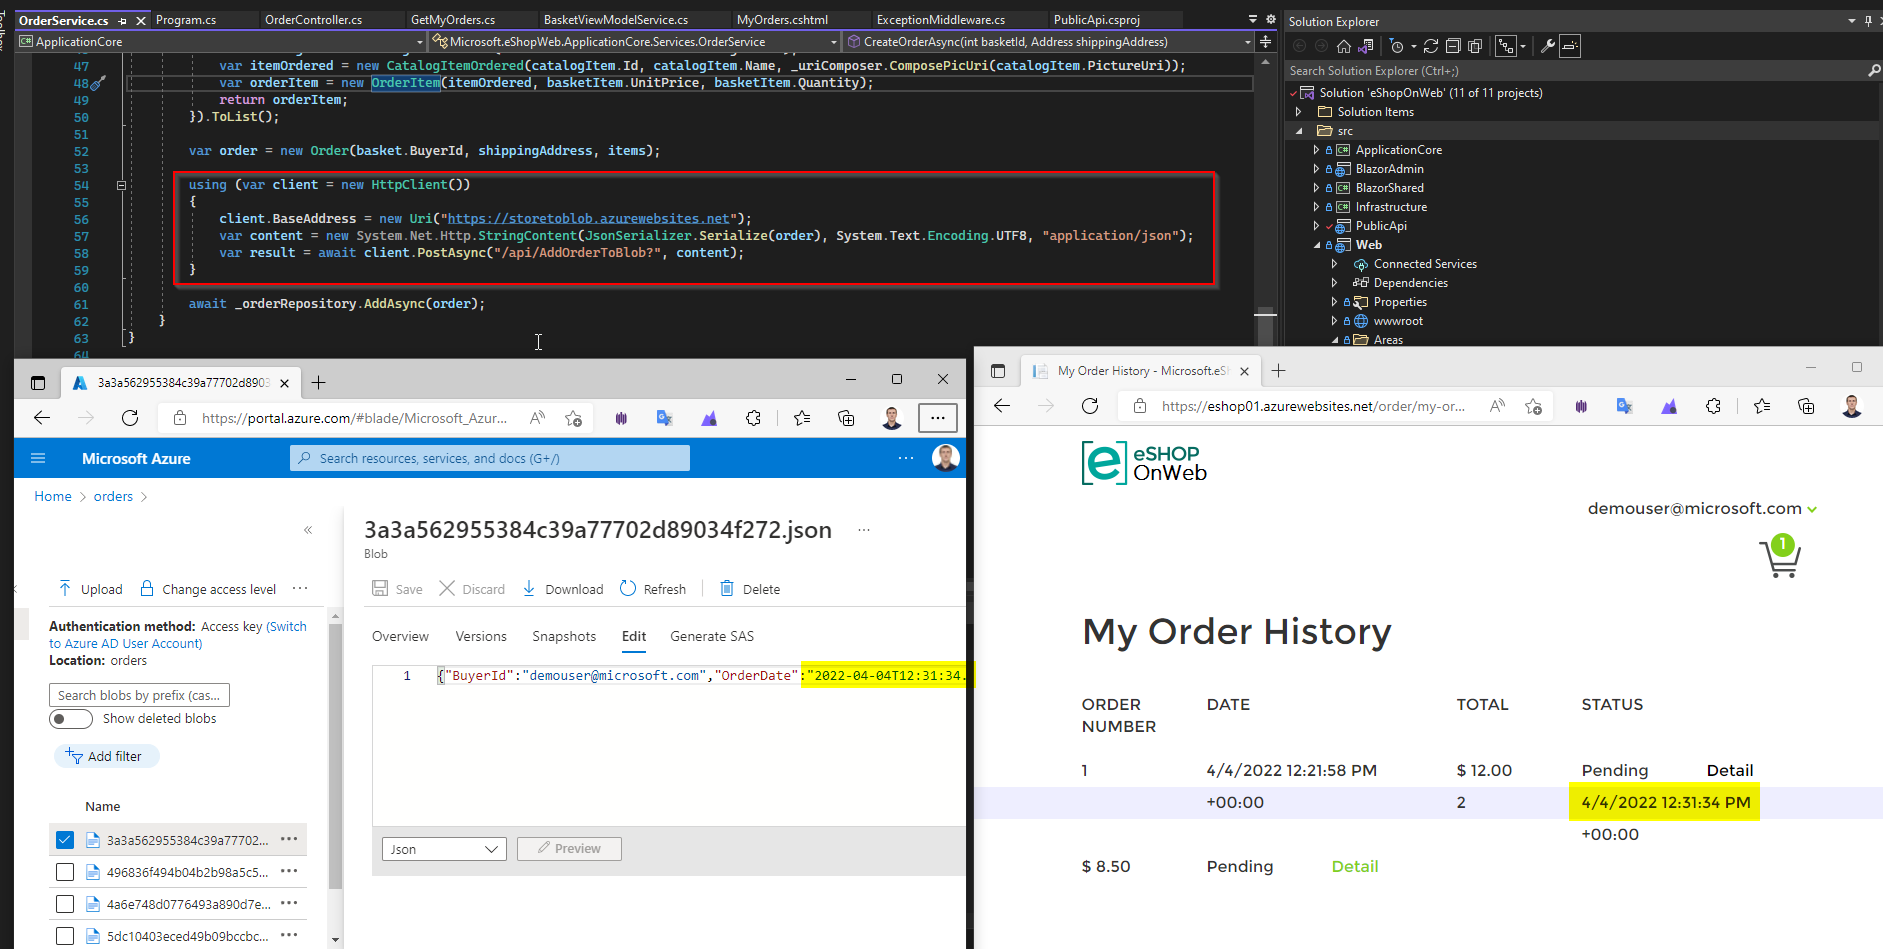 OrderService.cs
Program.cs
OrderController.cs
GetMyOrders.cs
BasketViewModelService.cs
MyOrders.cshtml
ExceptionMiddleware.cs
PublicApi.csproj
ApplicationCore
Microsoft.eShopWeb.ApplicationCore.Services.OrderService
CreateOrderAsync(int basketId, Address shippingAddress)
47 var itemOrdered = new CatalogItemOrdered(catalogItem.Id, catalogItem.Name, _uriComposer.ComposePicUri(catalogItem.PictureUri));
48 var orderItem = new OrderItem(itemOrdered, basketItem.UnitPrice, basketItem.Quantity);
49 return orderItem;
50 }).ToList();
51
52 var order = new Order(basket.BuyerId, shippingAddress, items);
53
54 using (var client = new HttpClient())
55 {
56 client.BaseAddress = new Uri("https://storetoblob.azurewebsites.net");
57 var content = new System.Net.Http.StringContent(JsonSerializer.Serialize(order), System.Text.Encoding.UTF8, "application/json");
58 var result = await client.PostAsync("/api/AddOrderToBlob?", content);
59 }
60
61 await _orderRepository.AddAsync(order);
62 }
63 }
64
Solution Explorer
Search Solution Explorer (Ctrl+;)
Solution 'eShopOnWeb' (11 of 11 projects)
Solution Items
src
ApplicationCore
BlazorAdmin
BlazorShared
Infrastructure
PublicApi
Web
Connected Services
Dependencies
Properties
wwwroot
Areas
3a3a562955384c39a77702d8903
https://portal.azure.com/#blade/Microsoft_Azur...
Microsoft Azure
Search resources, services, and docs (G+/)
Home > orders >
3a3a562955384c39a77702d89034f272.json ...
Blob
Upload
Change access level
Save
Discard
Download
Refresh
Delete
Authentication method: Access key (Switch
to Azure AD User Account)
Location: orders
Search blobs by prefix (cas...
Show deleted blobs
Add filter
Name
3a3a562955384c39a77702...
496836f494b04b2b98a5c5...
4a6e748d0776493a890d7e...
5dc10403eced49b09bccbc...
Overview
Versions
Snapshots
Edit
Generate SAS
1 {"BuyerId":"demouser@microsoft.com","OrderDate":"2022-04-04T12:31:34.
Json
Preview
My Order History - Microsoft.eSh
https://eshop01.azurewebsites.net/order/my-or...
eSHOP
OnWeb
demouser@microsoft.com
1
My Order History
ORDER NUMBER
DATE
TOTAL
STATUS
1
4/4/2022 12:21:58 PM
$ 12.00
Pending
Detail
+00:00
2
4/4/2022 12:31:34 PM
+00:00
$ 8.50
Pending
Detail